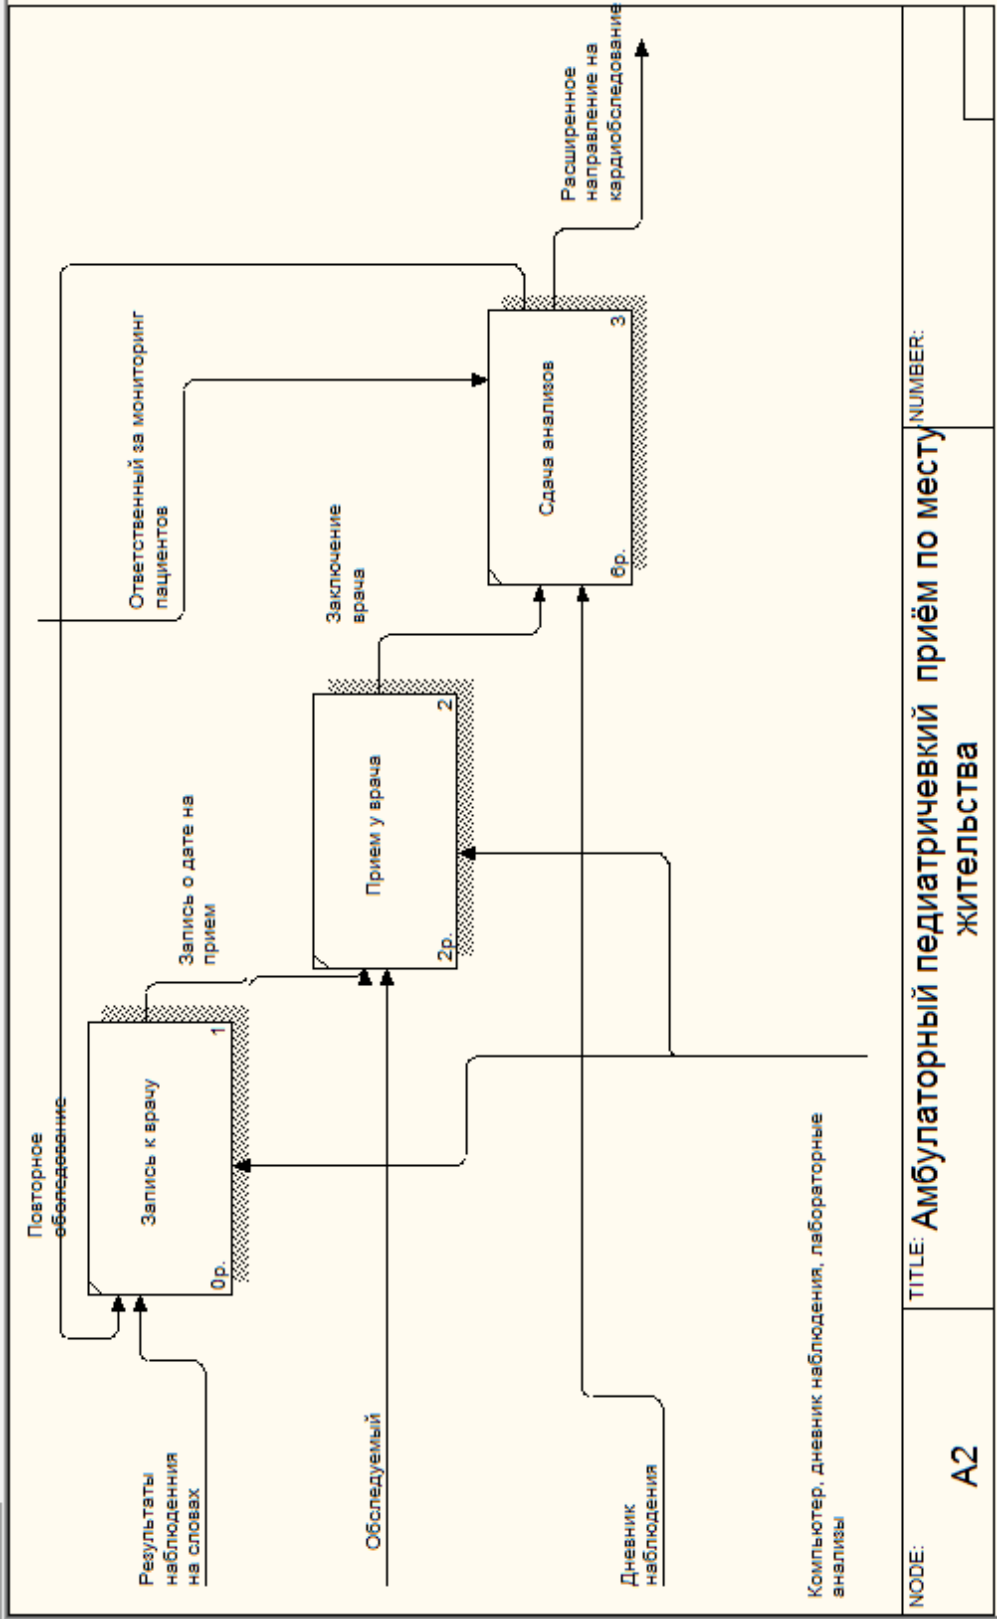 Повторное
обследование
Ответственный за мониторинг
пациентов
Результаты
наблюденния
на словах
Запись к врачу
0р.
1
Запись о дате на
прием
Обследуемый
Прием у врача
2р.
2
Заключение
врача
Дневник
наблюдения
Сдача анализов
6р.
3
Расширенное
направление на
кардиобследование
Компьютер, дневник наблюдения, лабораторные
анализы
NODE:
A2
TITLE:
Амбулаторный педиатричевкий приём по месту
жительства
NUMBER: